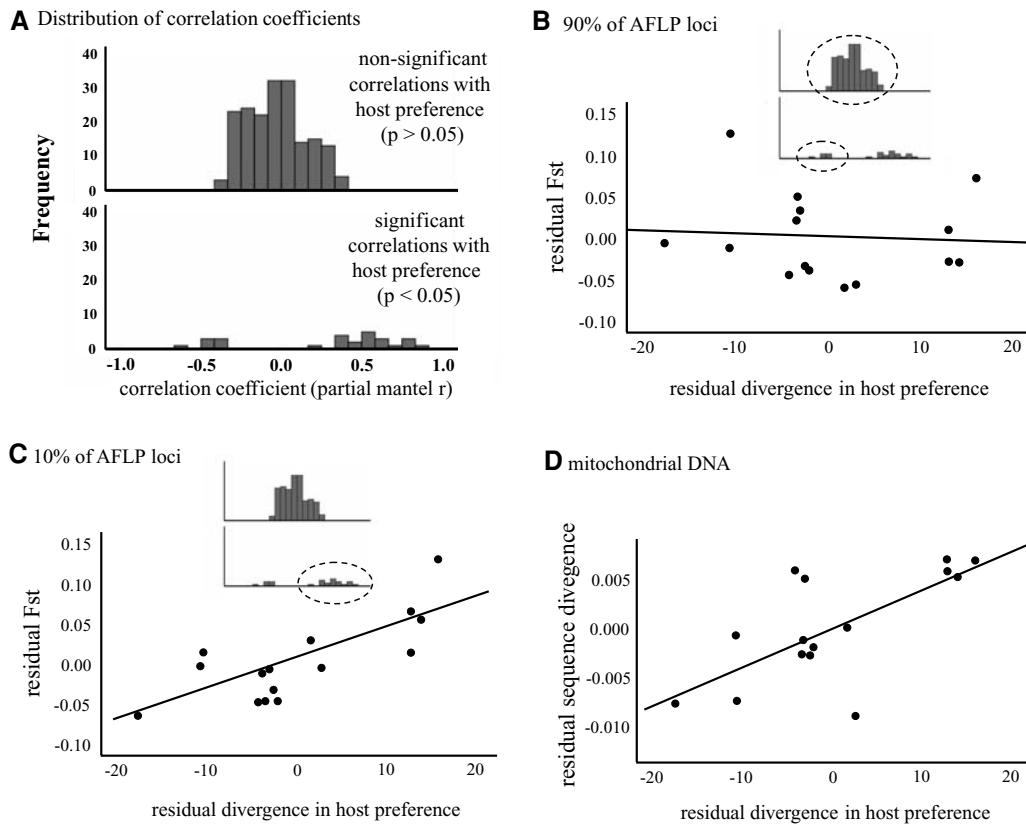 A Distribution of correlation coefficients
40
30
20
10
0
non-significant
correlations with
host preference
(p > 0.05)
Frequency
40
30
20
10
0
significant
correlations with
host preference
(p < 0.05)
-1.0 -0.5 0.0 0.5 1.0
correlation coefficient (partial mantel r)
B 90% of AFLP loci
0.15
0.10
0.05
0.00
-0.05
-0.10
residual Fst
-20 -10 0 10 20
residual divergence in host preference
C 10% of AFLP loci
0.15
0.10
0.05
0.00
-0.05
-0.10
residual Fst
-20 -10 0 10 20
residual divergence in host preference
D mitochondrial DNA
0.005
0.000
-0.005
-0.010
residual sequence divegence
-20 -10 0 10 20
residual divergence in host preference